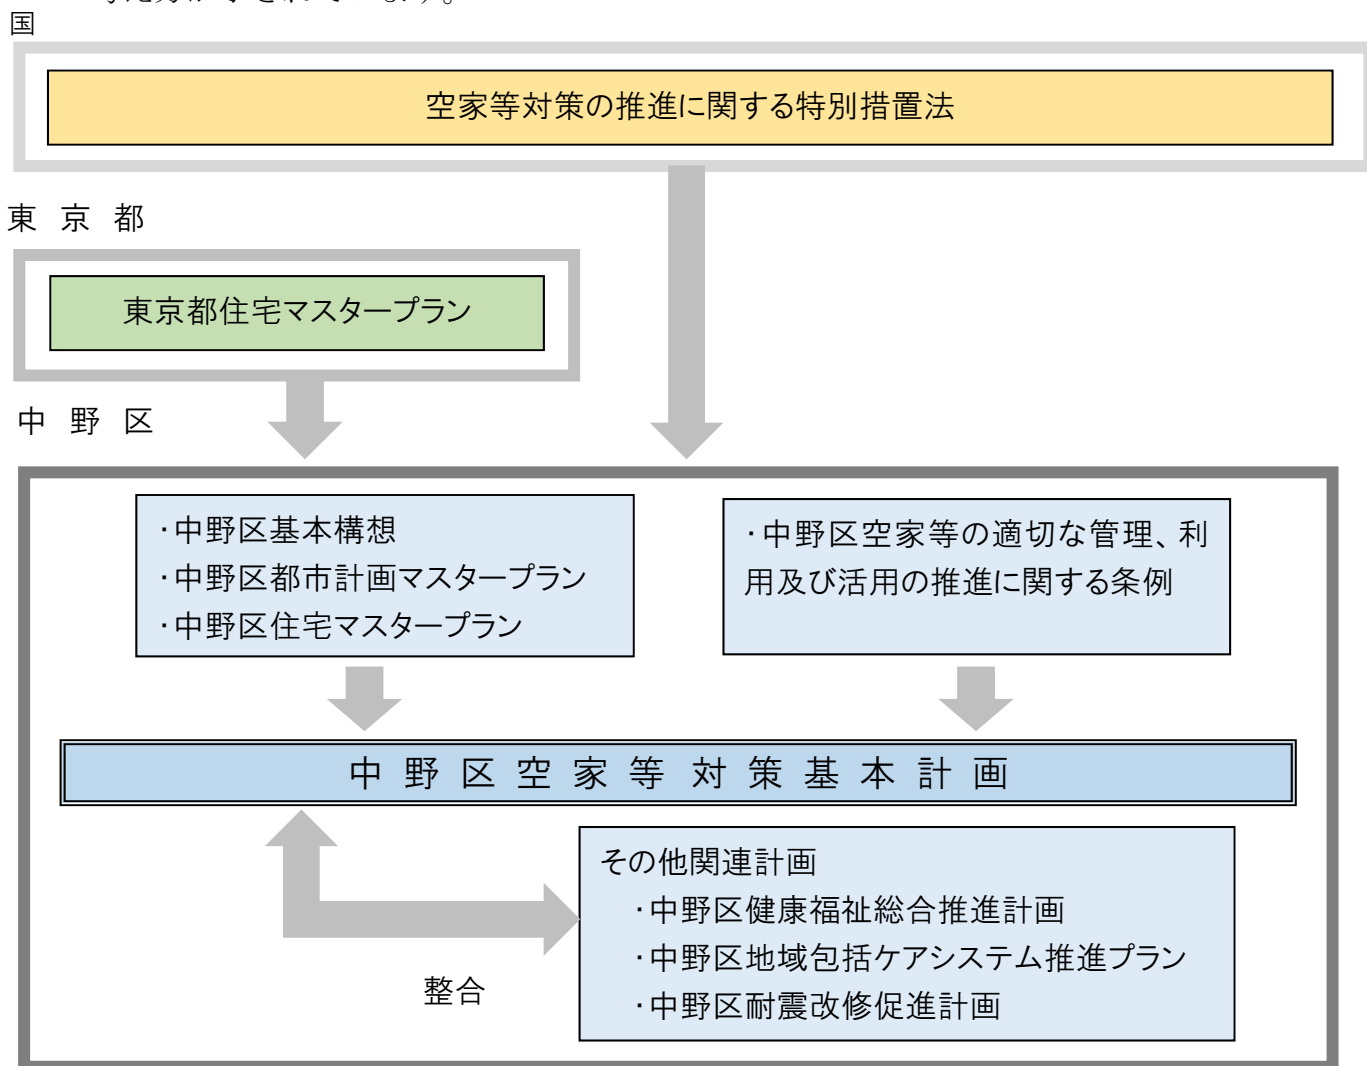 国
空家等対策の推進に関する特別措置法
東京都
東京都住宅マスタープラン
中野区
・中野区基本構想
・中野区都市計画マスタープラン
・中野区住宅マスタープラン
・中野区空家等の適切な管理、利
用及び活用の推進に関する条例
中野区空家等対策基本計画
その他関連計画
・中野区健康福祉総合推進計画
・中野区地域包括ケアシステム推進プラン
・中野区耐震改修促進計画
整合